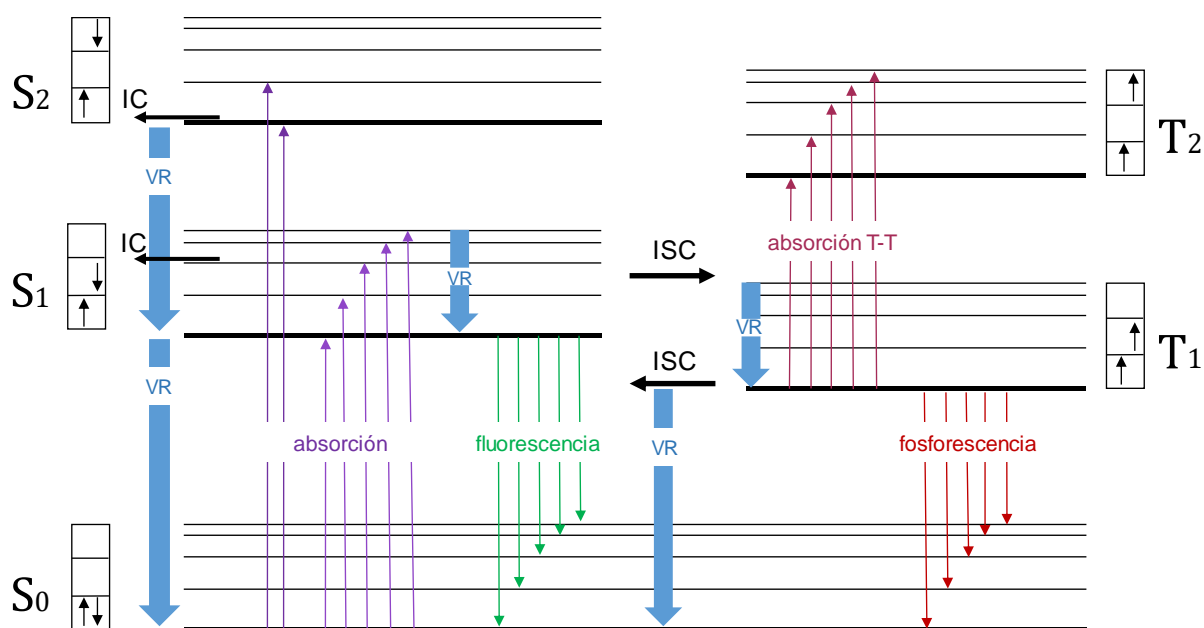 S2
IC
VR
T2
absorción T-T
IC
ISC
S1
VR
VR
T1
ISC
VR
absorción
fluorescencia
VR
fosforescencia
S0